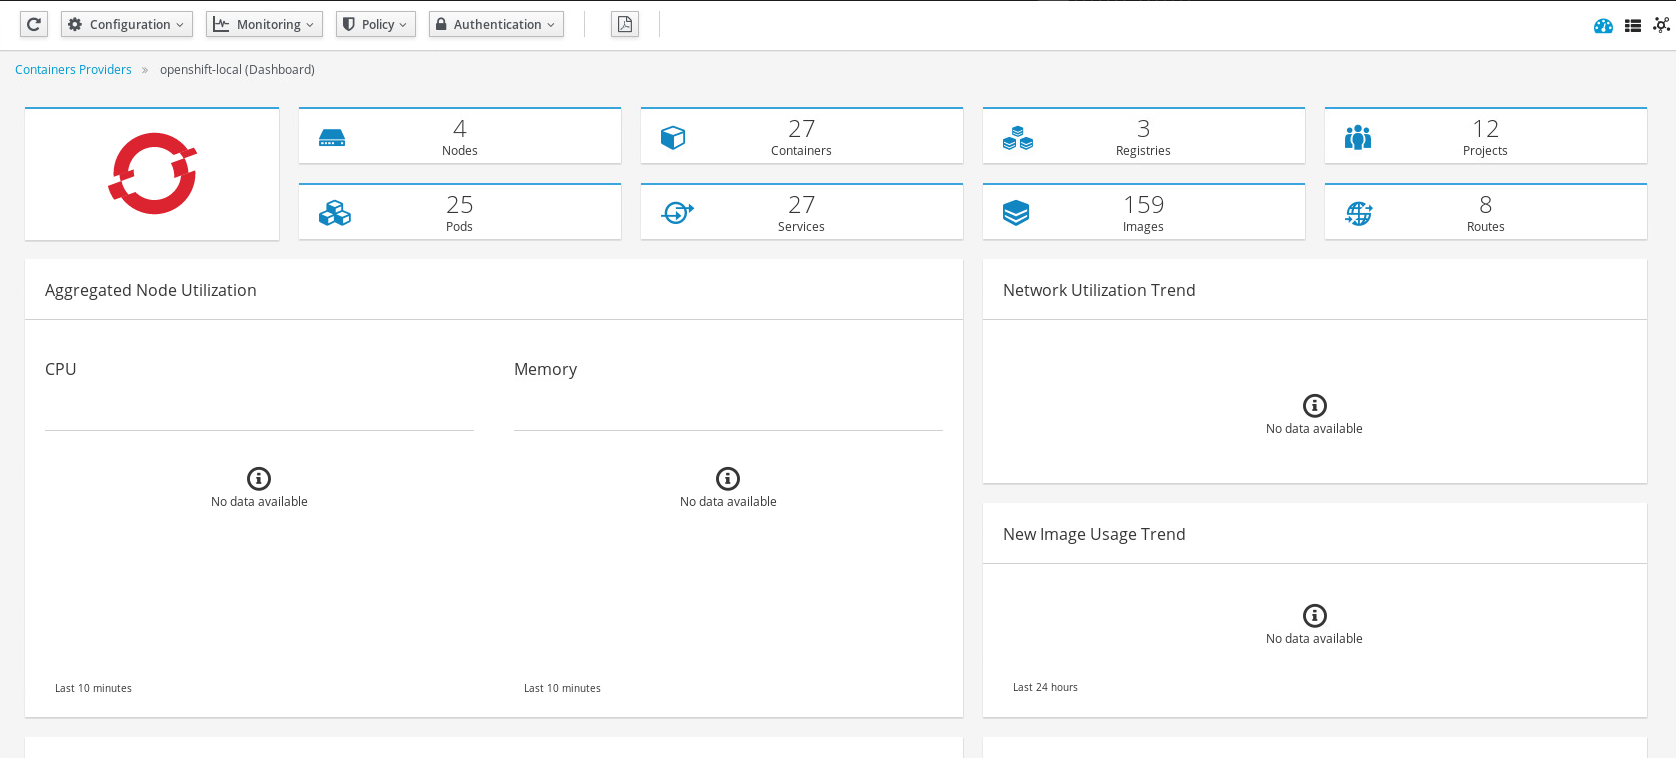 Configuration Monitoring Policy Authentication
Containers Providers » openshift-local (Dashboard)
4
Nodes
27
Containers
3
Registries
12
Projects
25
Pods
27
Services
159
Images
8
Routes
Aggregated Node Utilization
CPU
No data available
Last 10 minutes
Memory
No data available
Last 10 minutes
Network Utilization Trend
No data available
New Image Usage Trend
No data available
Last 24 hours